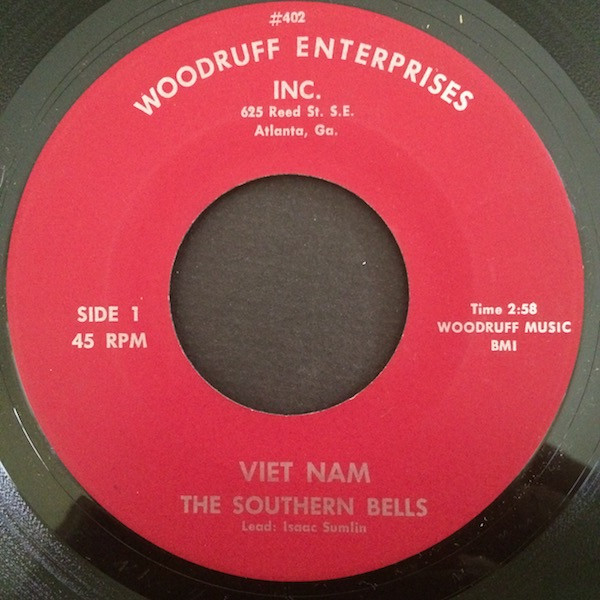 #402
WOODRUFF ENTERPRISES
INC.
625 Reed St. S.E.
Atlanta, Ga.
SIDE 1
45 RPM
Time 2:58
WOODRUFF MUSIC
BMI
VIET NAM
THE SOUTHERN BELLS
Lead: Isaac Sumlin